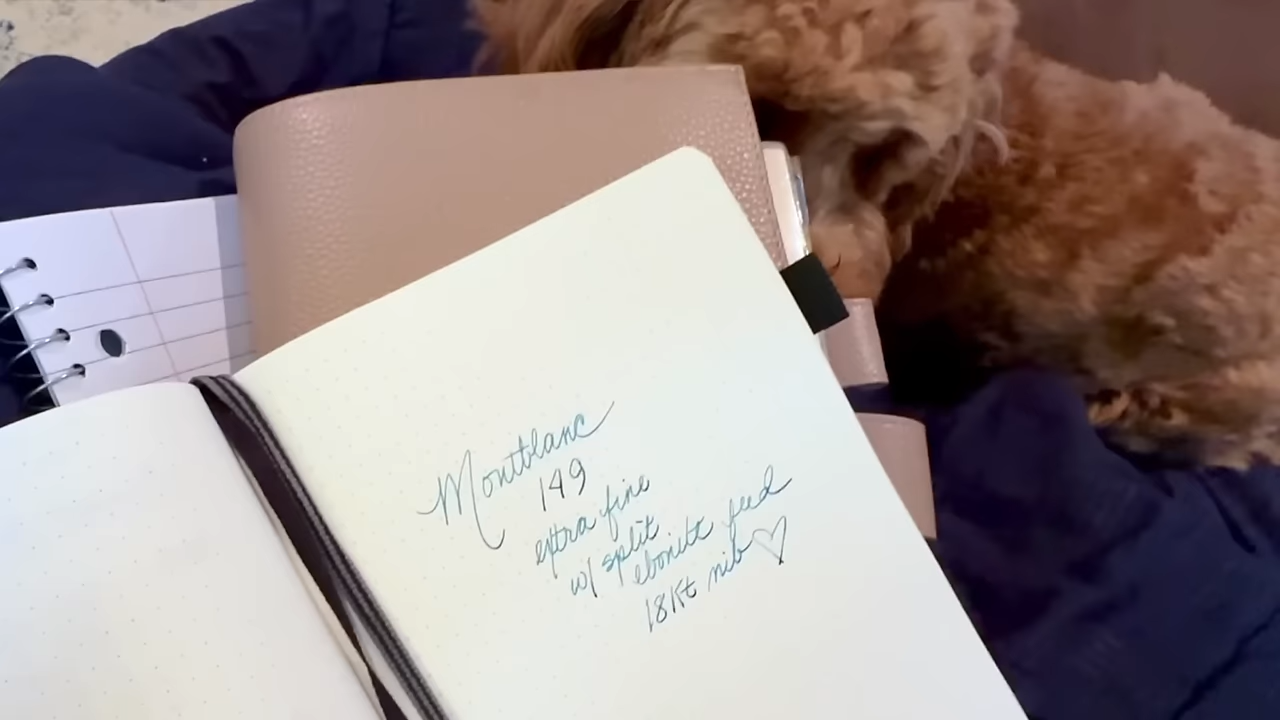 Montblanc
149
extra fine
w/ split
ebonite feed
18Kt nib♡